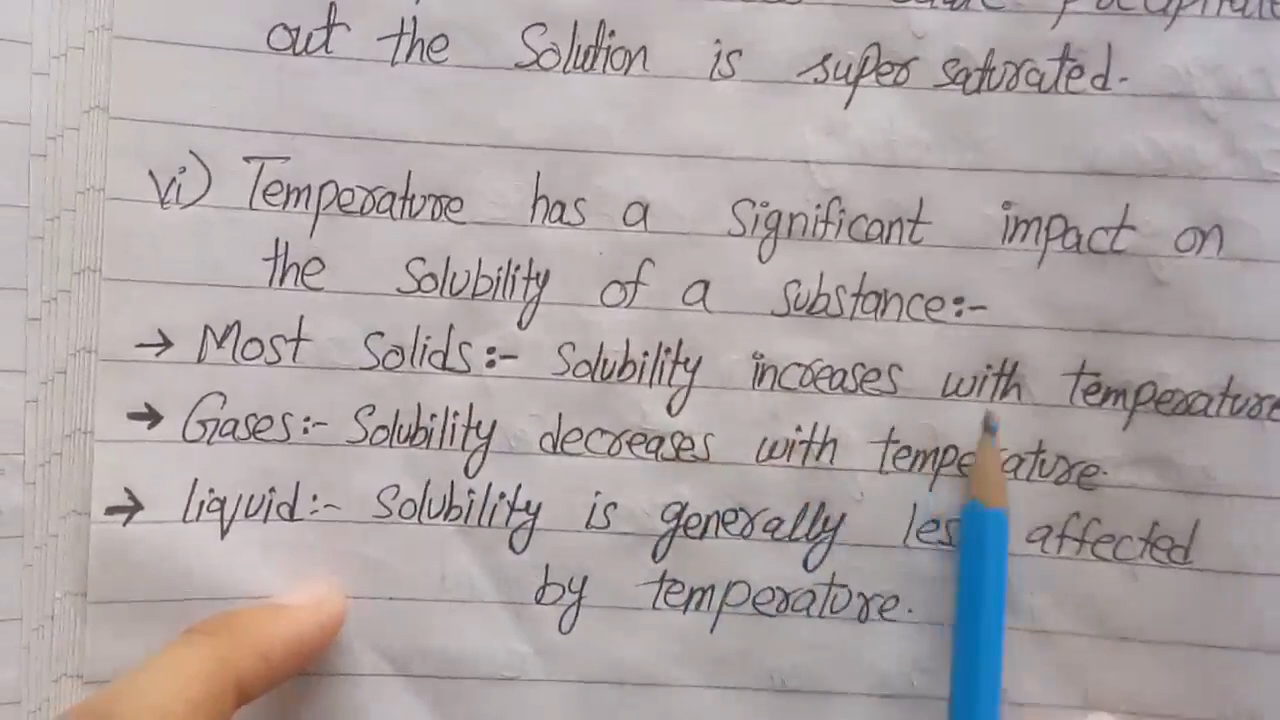 out the Solution is super saturated.
vi) Temperature has a significant impact on
the solubility of a substance:-
→ Most Solids:- Solubility increases with temperature
→ Gases:- Solubility decreases with temperature.
→ liquid:- Solubility is generally less affected
by temperature.